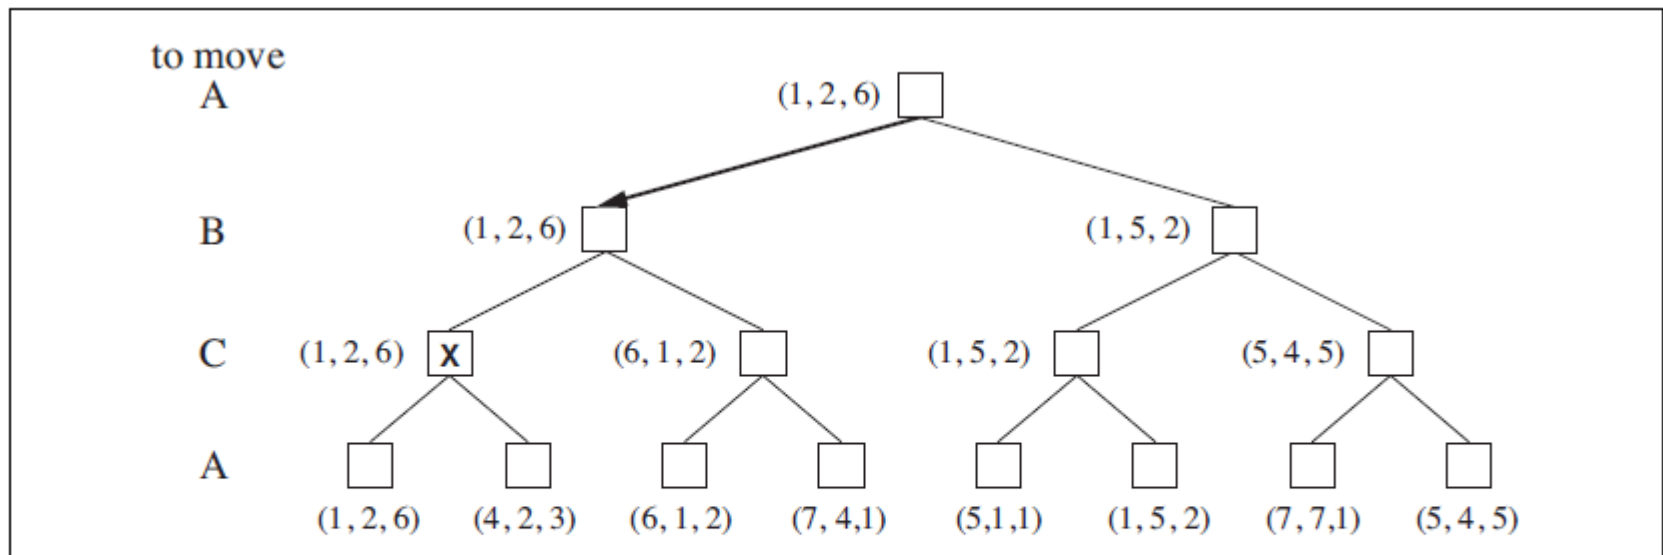 to move
A (1, 2, 6)
B (1, 2, 6) (1, 5, 2)
C (1, 2, 6) X (6, 1, 2) (1, 5, 2) (5, 4, 5)
A
(1, 2, 6) (4, 2, 3) (6, 1, 2) (7, 4,1) (5,1,1) (1, 5, 2) (7, 7,1) (5, 4, 5)